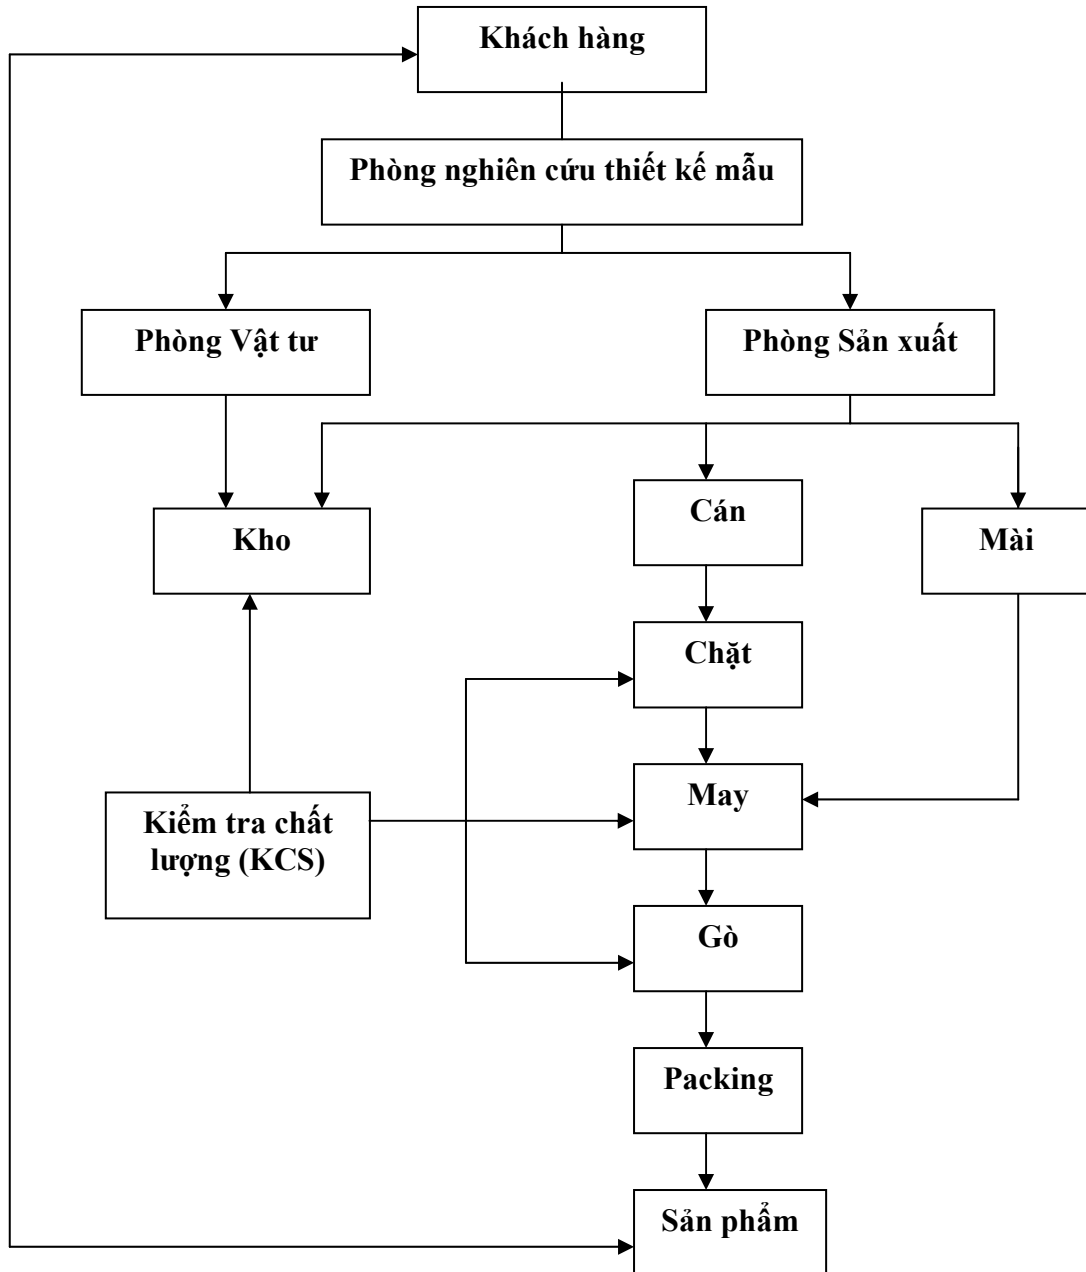 Khách hàng
Phòng nghiên cứu thiết kế mẫu
Phòng Vật tư
Phòng Sản xuất
Kho
Cán
Mài
Chặt
May
Kiểm tra chất
lượng (KCS)
Gò
Packing
Sản phẩm